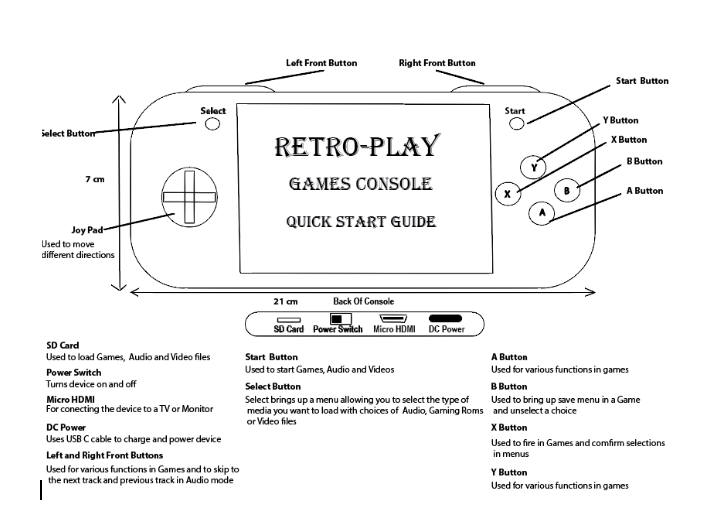 Left Front Button
Right Front Button
Start Button
Select
Start
Select Button
Y Button
X Button
B Button
A Button
RETRO-PLAY
GAMES CONSOLE
QUICK START GUIDE
Y
X
B
A
7 cm
Joy Pad
Used to move
different directions
21 cm
Back Of Console
SD Card
Power Switch
Micro HDMI
DC Power
SD Card
Used to load Games, Audio and Video files
Power Switch
Turns device on and off
Micro HDMI
For conecting the device to a TV or Monitor
DC Power
Uses USB C cable to charge and power device
Left and Right Front Buttons
Used for various functions in Games and to skip to
the next track and previous track in Audio mode
Start Button
Used to start Games, Audio and Videos
Select Button
Select brings up a menu allowing you to select the type of
media you want to load with choices of Audio, Gaming Roms
or Video files
A Button
Used for various functions in games
B Button
Used to bring up save menu in a Game
and unselect a choice
X Button
Used to fire in Games and comfirm selections
in menus
Y Button
Used for various functions in games